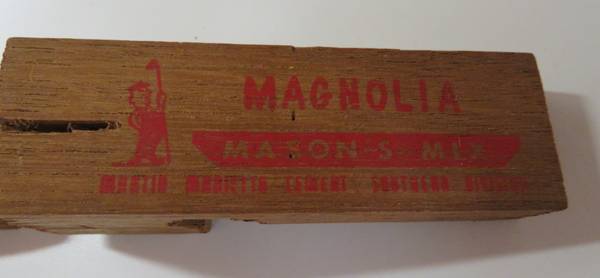 MAGNOLIA
MASON-S-MIX
MARTIN MARIETTA CEMENT SOUTHERN DIVISION